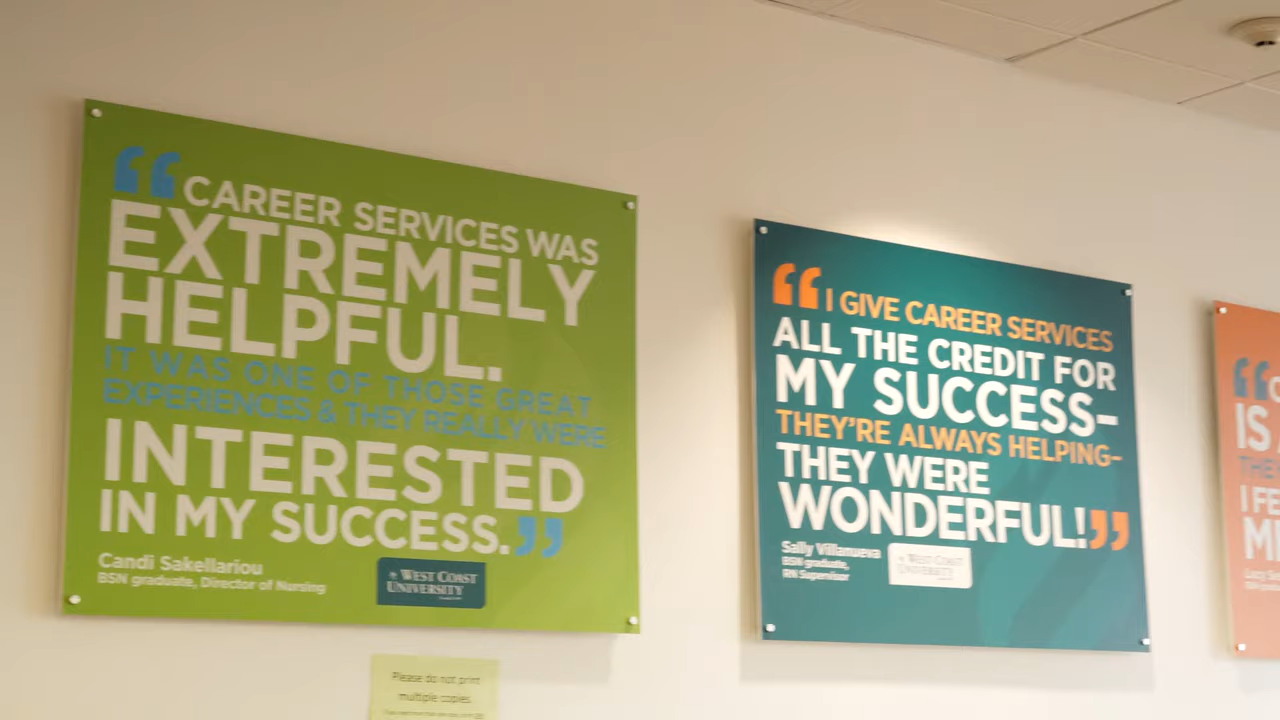 “CAREER SERVICES WAS
EXTREMELY
HELPFUL.
IT WAS ONE OF THOSE GREAT
EXPERIENCES & THEY REALLY WERE
INTERESTED
IN MY SUCCESS.”
Candi Sakellariou
BSN graduate, Director of Nursing
WEST COAST
UNIVERSITY
Please do not print
multiple copies.
“I GIVE CAREER SERVICES
ALL THE CREDIT FOR
MY SUCCESS-
THEY'RE ALWAYS HELPING-
THEY WERE
WONDERFUL!”
Sally Villanueva
BSN graduate,
RN Supervisor
WEST COAST
UNIVERSITY
“
IS
I FE